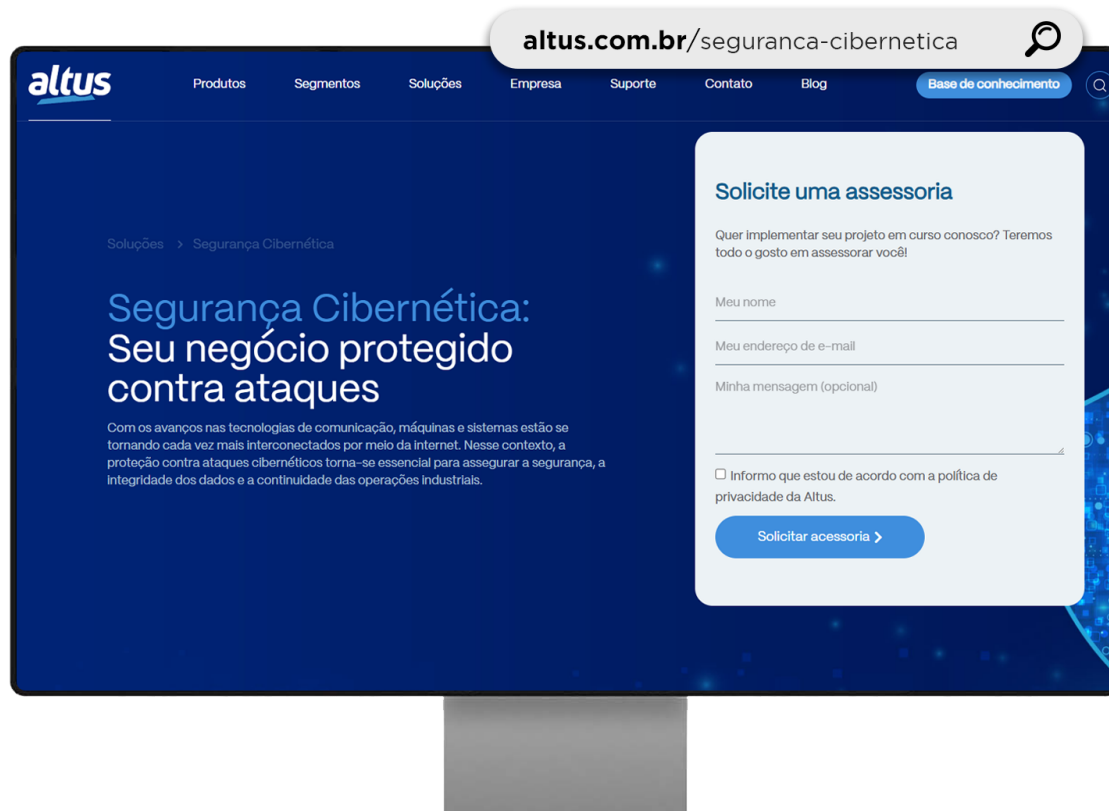 altus.com.br/seguranca-cibernetica
altus
Produtos
Segmentos
Soluções
Empresa
Suporte
Contato
Blog
Base de conhecimento
Soluções > Segurança Cibernética
Segurança Cibernética:
Seu negócio protegido
contra ataques
Com os avanços nas tecnologias de comunicação, máquinas e sistemas estão se
tornando cada vez mais interconectados por meio da internet. Nesse contexto, a
proteção contra ataques cibernéticos torna-se essencial para assegurar a segurança, a
integridade dos dados e a continuidade das operações industriais.
Solicite uma assessoria
Quer implementar seu projeto em curso conosco? Teremos
todo o gosto em assessorar você!
Meu nome
Meu endereço de e-mail
Minha mensagem (opcional)
Informo que estou de acordo com a política de
privacidade da Altus.
Solicitar acessoria >